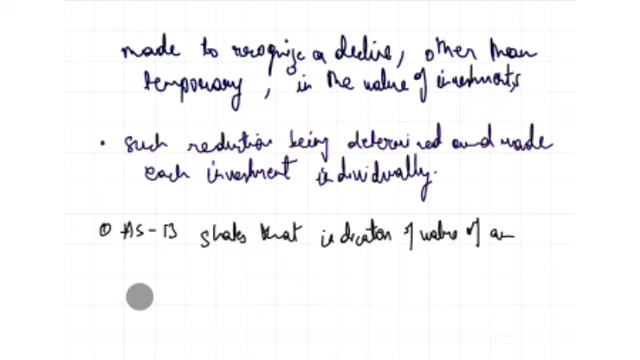 made to recognize a decline, other than
temporary, in the value of investments
• such reduction being determined and made
each investment individually.
① AS-13 states that indicators of value of an